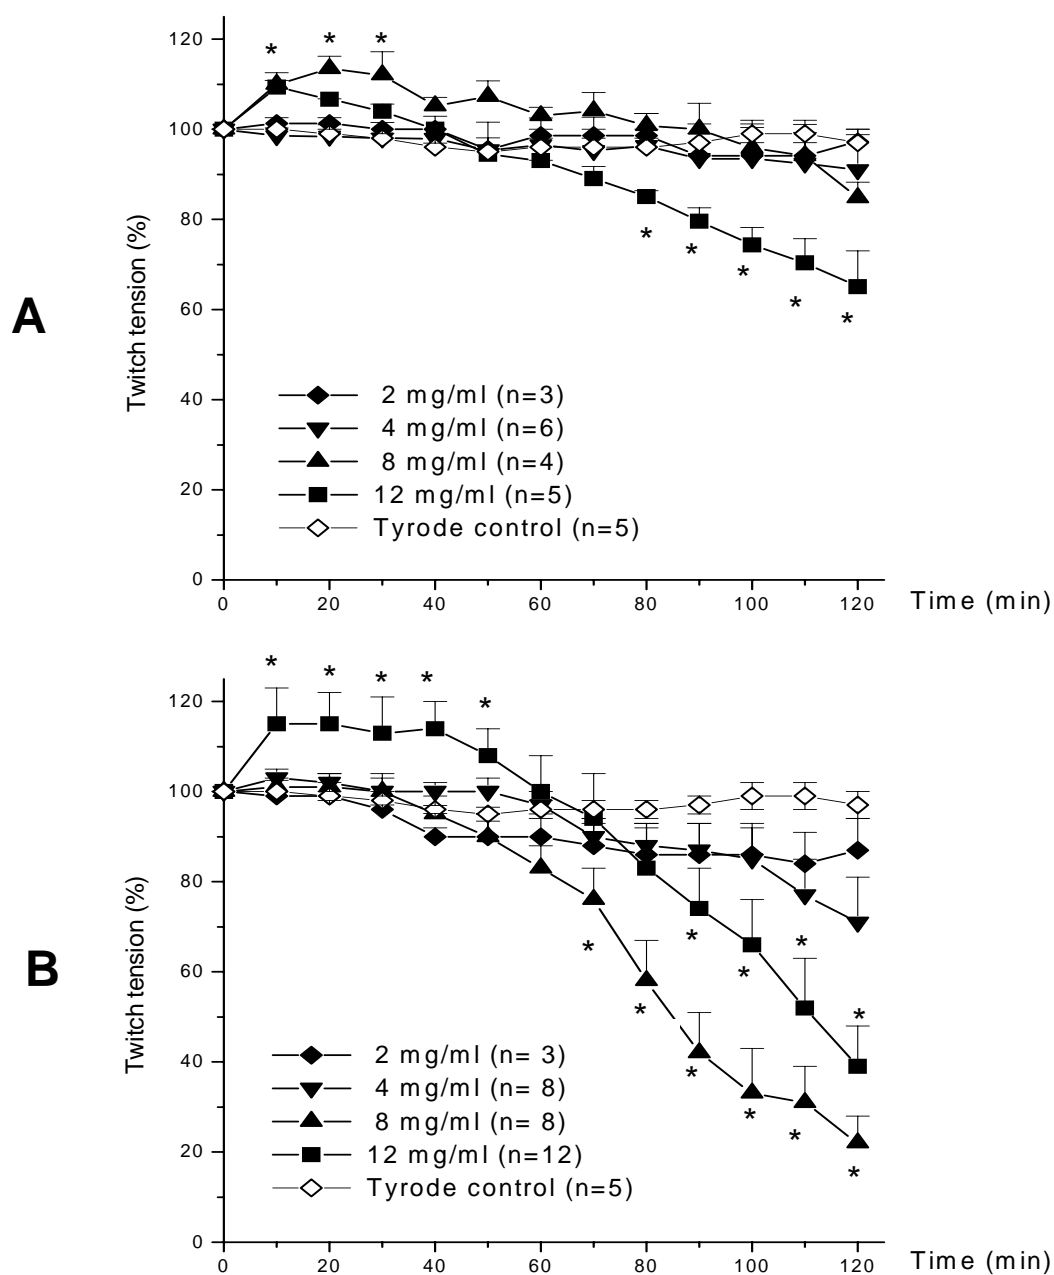 A
Twitch tension (%)
120
100
80
60
40
20
0
* * *
* * * * *
2 mg/ml (n=3)
4 mg/ml (n=6)
8 mg/ml (n=4)
12 mg/ml (n=5)
Tyrode control (n=5)
0 20 40 60 80 100 120
Time (min)
B
Twitch tension (%)
120
100
80
60
40
20
0
* * * * *
* * * * * * * * * *
2 mg/ml (n= 3)
4 mg/ml (n= 8)
8 mg/ml (n= 8)
12 mg/ml (n=12)
Tyrode control (n=5)
0 20 40 60 80 100 120
Time (min)